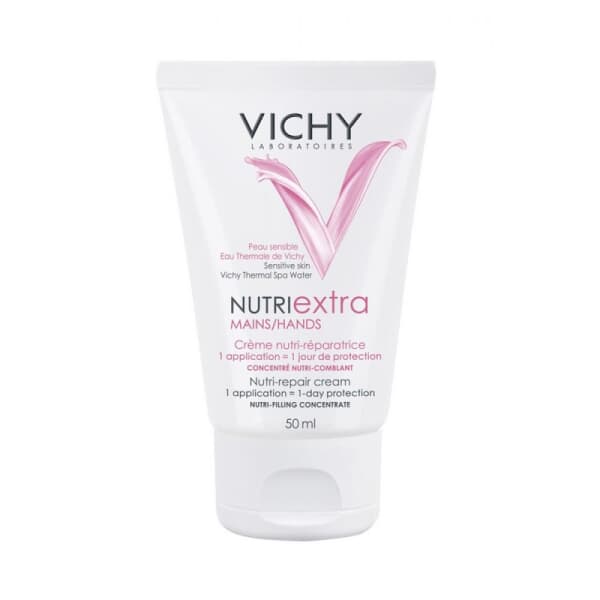 VICHY
LABORATOIRES
Peau sensible
Eau Thermale de Vichy
Sensitive skin
Vichy Thermal Spa Water
NUTRIextra
MAINS/HANDS
Crème nutri-réparatrice
1 application = 1 jour de protection
CONCENTRÉ NUTRI-COMBLANT
Nutri-repair cream
1 application = 1-day protection
NUTRI-FILLING CONCENTRATE
50 ml